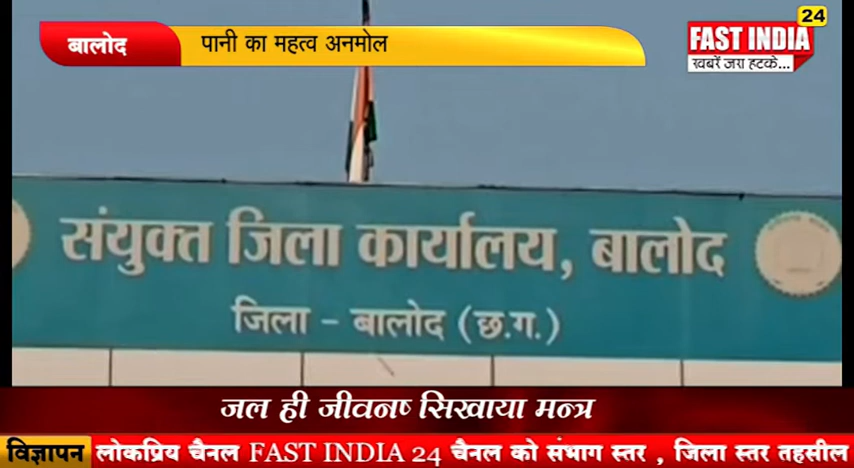 24
बालोद
पानी का महत्व अनमोल
FAST INDIA
खबरें जरा हटके...
संयुक्त जिला कार्यालय, बालोद
जिला - बालोद (छ.ग.)
जल ही जीवनष् सिखाया मन्त्र
विज्ञापन लोकप्रिय चैनल FAST INDIA 24 चैनल को संभाग स्तर , जिला स्तर तहसील